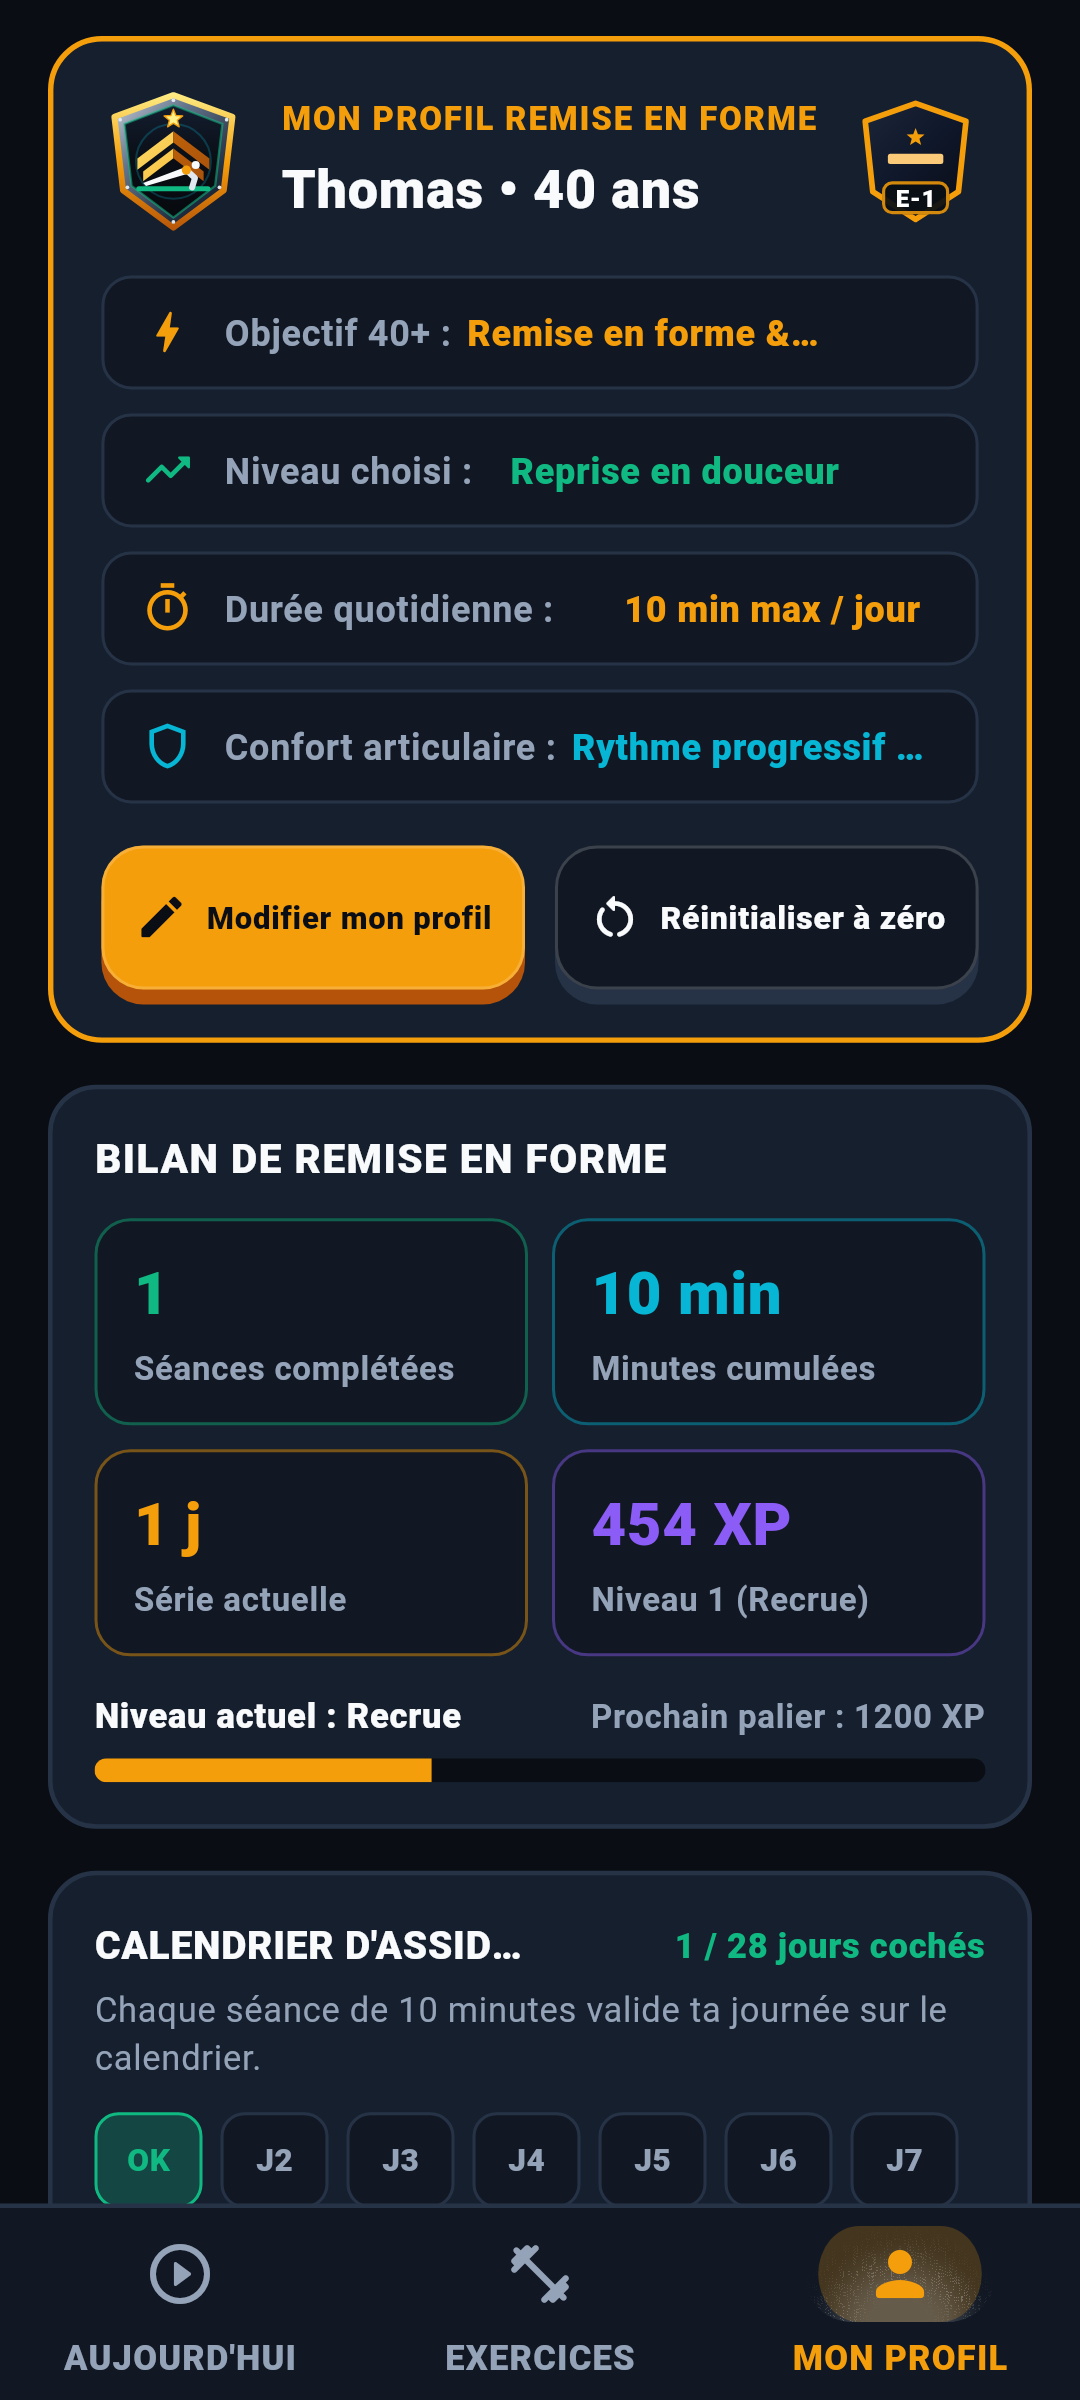 MON PROFIL REMISE EN FORME
Thomas • 40 ans
E-1
Objectif 40+ : Remise en forme &...
Niveau choisi : Reprise en douceur
Durée quotidienne : 10 min max / jour
Confort articulaire : Rythme progressif ...
Modifier mon profil
Réinitialiser à zéro
BILAN DE REMISE EN FORME
1
Séances complétées
10 min
Minutes cumulées
1 j
Série actuelle
454 XP
Niveau 1 (Recrue)
Niveau actuel : Recrue
Prochain palier : 1200 XP
CALENDRIER D'ASSID...
1 / 28 jours cochés
Chaque séance de 10 minutes valide ta journée sur le
calendrier.
OK J2 J3 J4 J5 J6 J7
AUJOURD'HUI
EXERCICES
MON PROFIL